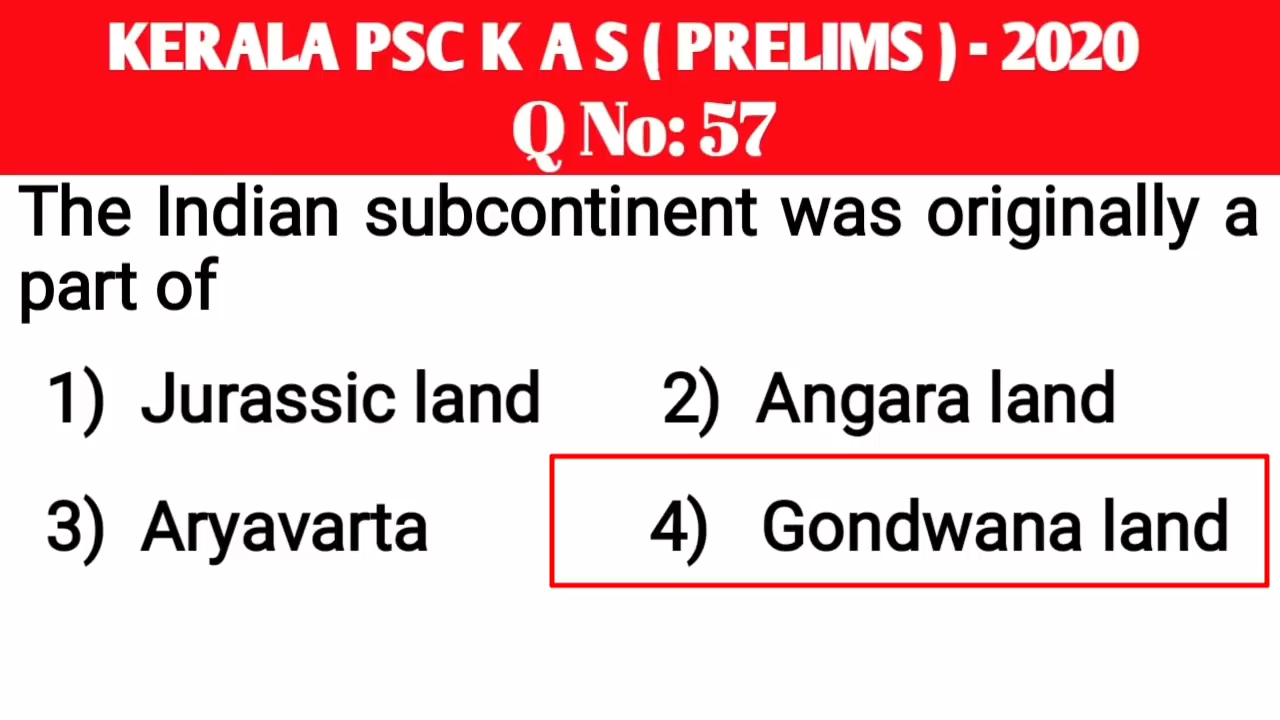 KERALA PSC K A S ( PRELIMS ) - 2020
Q No: 57
The Indian subcontinent was originally a
part of
1) Jurassic land 2) Angara land
3) Aryavarta 4) Gondwana land